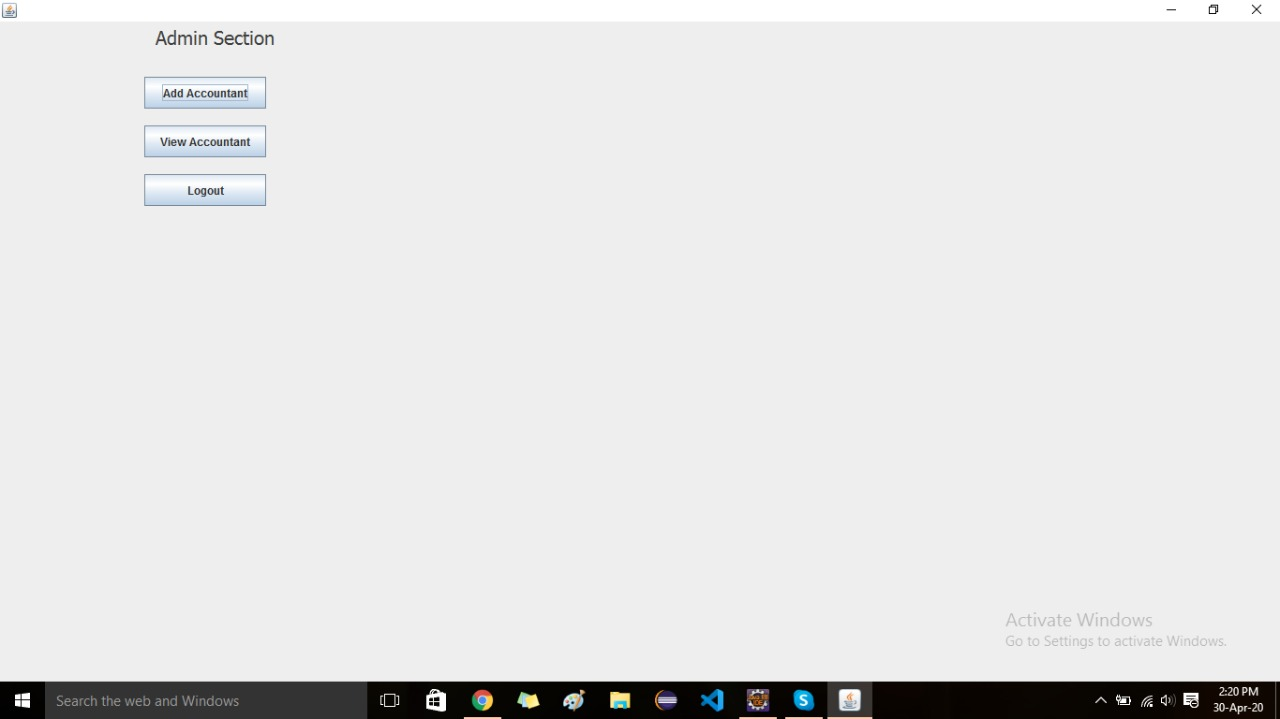 Admin Section
Add Accountant
View Accountant
Logout
Activate Windows
Go to Settings to activate Windows.
Search the web and Windows
2:20 PM
30-Apr-20